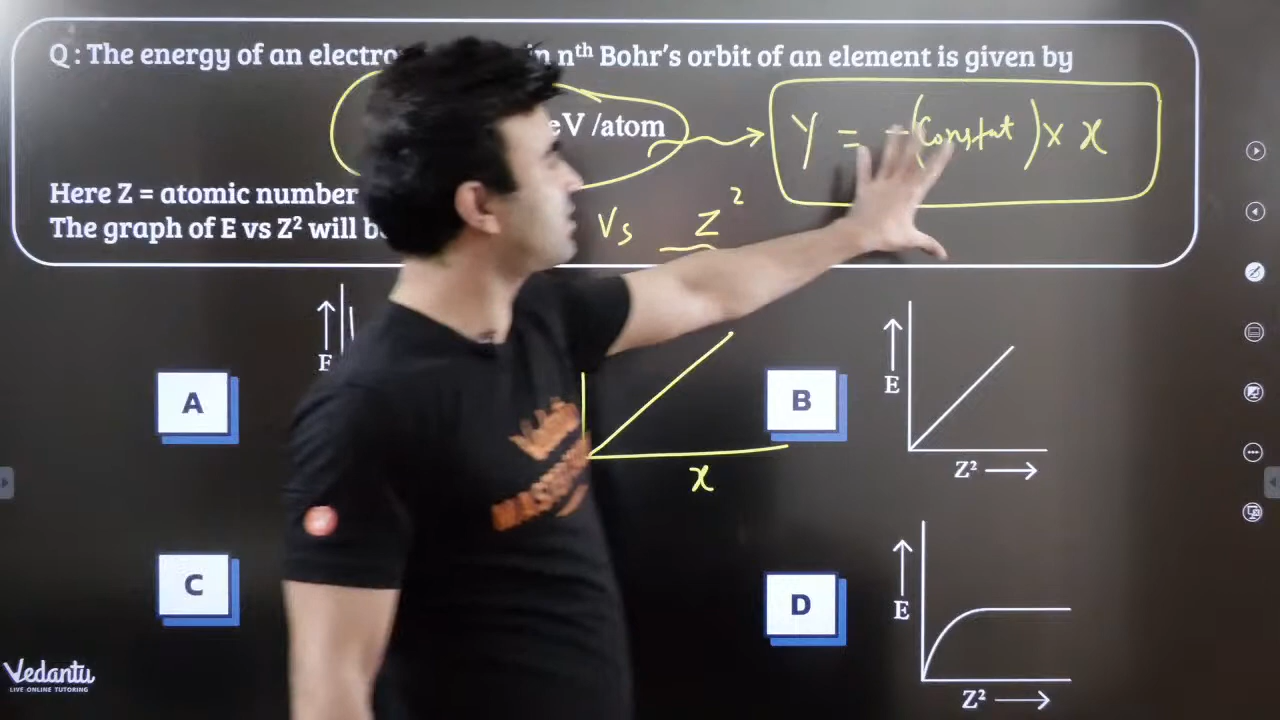 Q : The energy of an electro in nth Bohr's orbit of an element is given by
eV /atom
Y = - (Constat) × x
Here Z = atomic number
Vs Z²
The graph of E vs Z² will b
A
E
x
B
E
Z²
C
D
E
Z²
Vedantu
LIVE ONLINE TUTORING